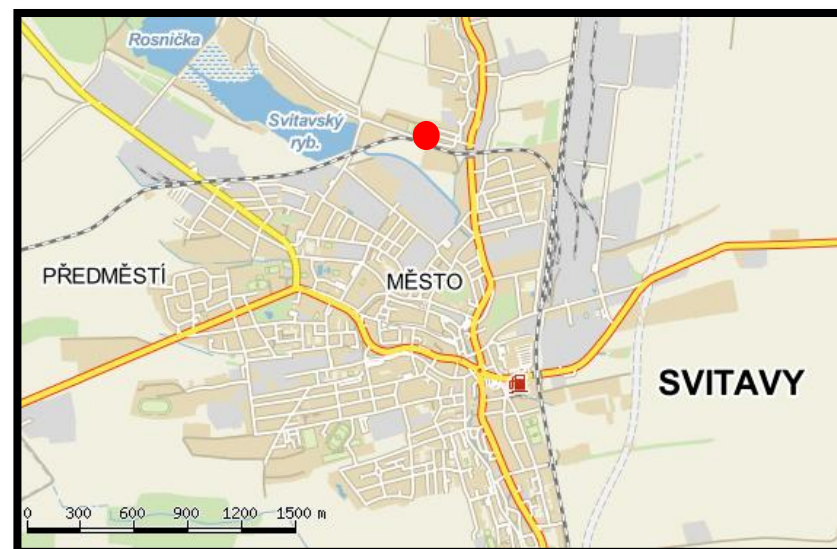 Rosnička
Svitavský
ryb.
PŘEDMĚSTÍ
MĚSTO
SVITAVY
0 300 600 900 1200 1500 m